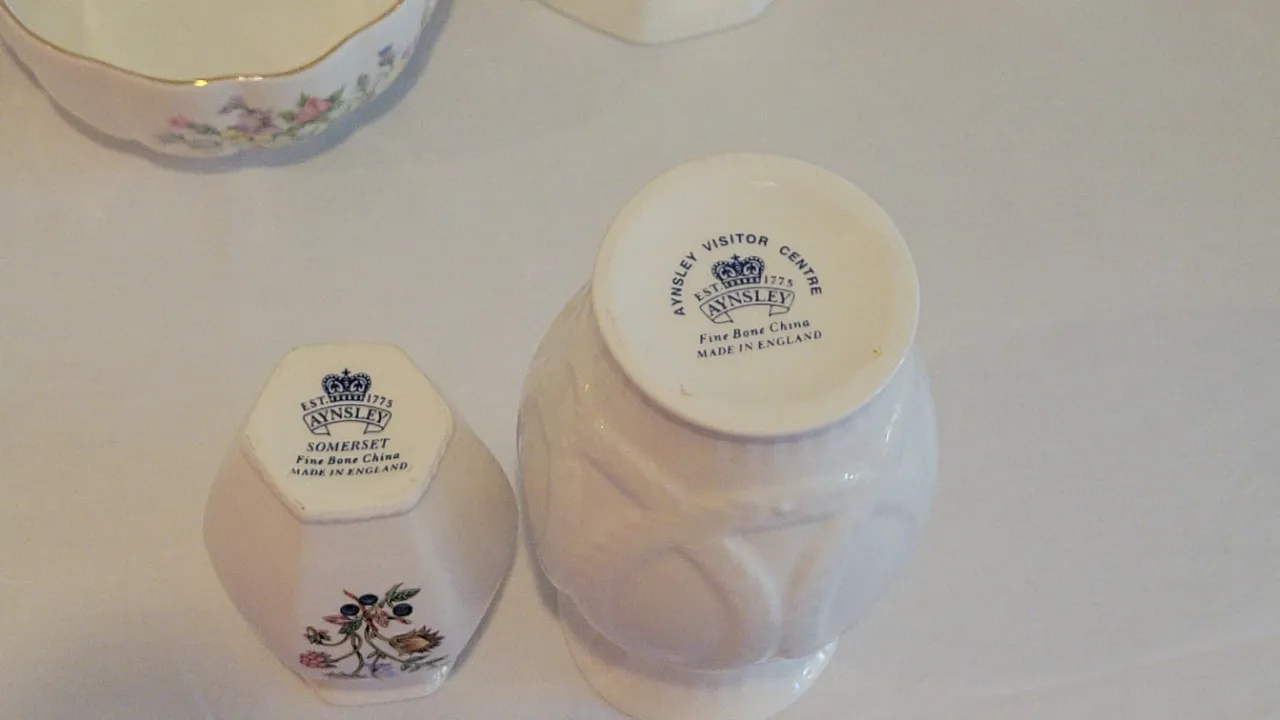 EST. 1775
AYNSLEY
SOMERSET
Fine Bone China
MADE IN ENGLAND
AYNSLEY VISITOR CENTRE
EST. 1775
AYNSLEY
Fine Bone China
MADE IN ENGLAND